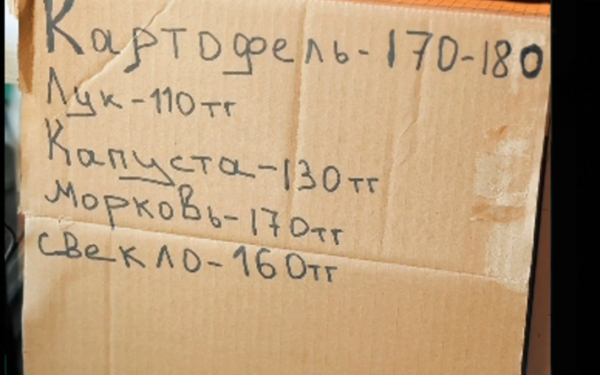 Картофель-170-180
Лук-110тг
Капуста-130тг
Морковь-170тг
свекло-160тг